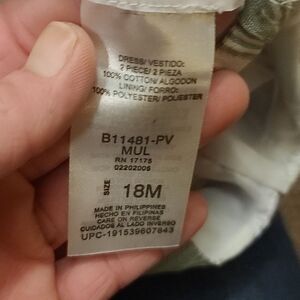 DRESS/ VESTIDO:
2 PIECE/ 2 PIEZA
100% COTTON/ ALGODON
LINING/ FORRO:
100% POLYESTER/ POLIESTER
B11481-PV
MUL
RN 17175
02202005
SIZE
18M
MADE IN PHILIPPINES
HECHO EN FILIPINAS
CARE ON REVERSE
CUIDADOS AL LADO INVERSO
UPC-191539607843